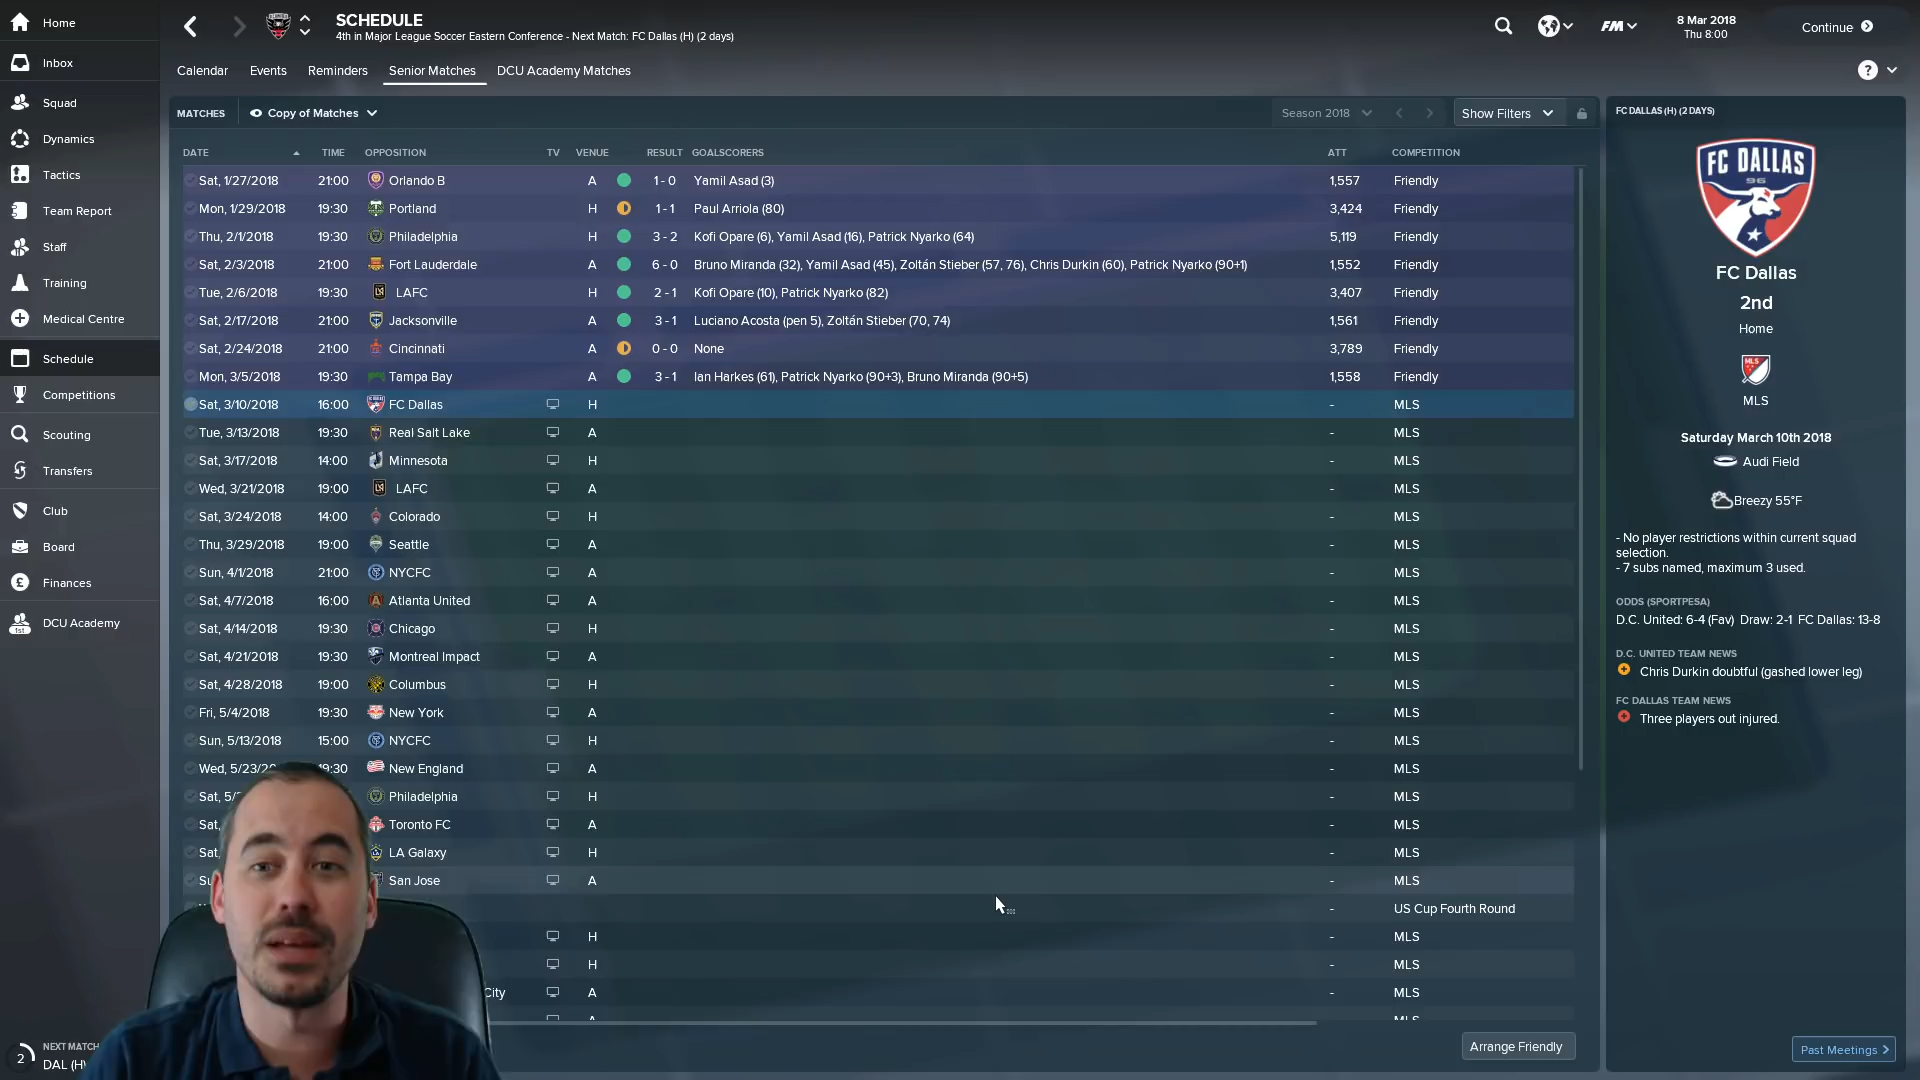 Home
Inbox
Squad
Dynamics
Tactics
Team Report
Staff
Training
Medical Centre
Schedule
Competitions
Scouting
Transfers
Club
Board
Finances
1st DCU Academy
2 NEXT MATCH
DAL (H)
SCHEDULE
4th in Major League Soccer Eastern Conference - Next Match: FC Dallas (H) (2 days)
FM
8 Mar 2018
Thu 8:00
Continue
Calendar Events Reminders Senior Matches DCU Academy Matches
?
MATCHES Copy of Matches Season 2018 Show Filters
DATE TIME OPPOSITION TV VENUE RESULT GOALSCORERS ATT COMPETITION
Sat, 1/27/2018 21:00 Orlando B A 1 - 0 Yamil Asad (3) 1,557 Friendly
Mon, 1/29/2018 19:30 Portland H 1 - 1 Paul Arriola (80) 3,424 Friendly
Thu, 2/1/2018 19:30 Philadelphia H 3 - 2 Kofi Opare (6), Yamil Asad (16), Patrick Nyarko (64) 5,119 Friendly
Sat, 2/3/2018 21:00 Fort Lauderdale A 6 - 0 Bruno Miranda (32), Yamil Asad (45), Zoltán Stieber (57, 76), Chris Durkin (60), Patrick Nyarko (90+1) 1,552 Friendly
Tue, 2/6/2018 19:30 LAFC H 2 - 1 Kofi Opare (10), Patrick Nyarko (82) 3,407 Friendly
Sat, 2/17/2018 21:00 Jacksonville A 3 - 1 Luciano Acosta (pen 5), Zoltán Stieber (70, 74) 1,561 Friendly
Sat, 2/24/2018 21:00 Cincinnati A 0 - 0 None 3,789 Friendly
Mon, 3/5/2018 19:30 Tampa Bay A 3 - 1 Ian Harkes (61), Patrick Nyarko (90+3), Bruno Miranda (90+5) 1,558 Friendly
Sat, 3/10/2018 16:00 FC Dallas H - MLS
Tue, 3/13/2018 19:30 Real Salt Lake A - MLS
Sat, 3/17/2018 14:00 Minnesota H - MLS
Wed, 3/21/2018 19:00 LAFC A - MLS
Sat, 3/24/2018 14:00 Colorado H - MLS
Thu, 3/29/2018 19:00 Seattle A - MLS
Sun, 4/1/2018 21:00 NYCFC A - MLS
Sat, 4/7/2018 16:00 Atlanta United A - MLS
Sat, 4/14/2018 19:30 Chicago H - MLS
Sat, 4/21/2018 19:30 Montreal Impact A - MLS
Sat, 4/28/2018 19:00 Columbus H - MLS
Fri, 5/4/2018 19:30 New York A - MLS
Sun, 5/13/2018 15:00 NYCFC H - MLS
Wed, 5/23/20 19:30 New England A - MLS
Sat, 5/ Philadelphia H - MLS
Sat, Toronto FC A - MLS
Sat, LA Galaxy H - MLS
Su San Jose A - MLS
- US Cup Fourth Round
H - MLS
H - MLS
City A - MLS
Arrange Friendly
FC DALLAS (H) (2 DAYS)
FC DALLAS
96
FC Dallas
2nd
Home
MLS
MLS
Saturday March 10th 2018
Audi Field
Breezy 55°F
- No player restrictions within current squad
selection.
- 7 subs named, maximum 3 used.
ODDS (SPORTPESA)
D.C. United: 6-4 (Fav) Draw: 2-1 FC Dallas: 13-8
D.C. UNITED TEAM NEWS
Chris Durkin doubtful (gashed lower leg)
FC DALLAS TEAM NEWS
Three players out injured.
Past Meetings